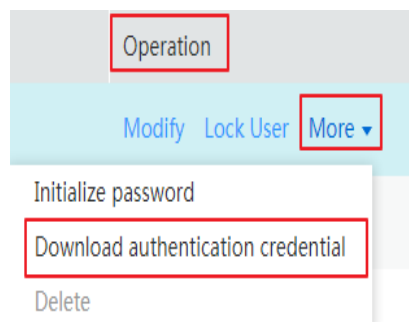 Operation
Modify Lock User More ▾
Initialize password
Download authentication credential
Delete